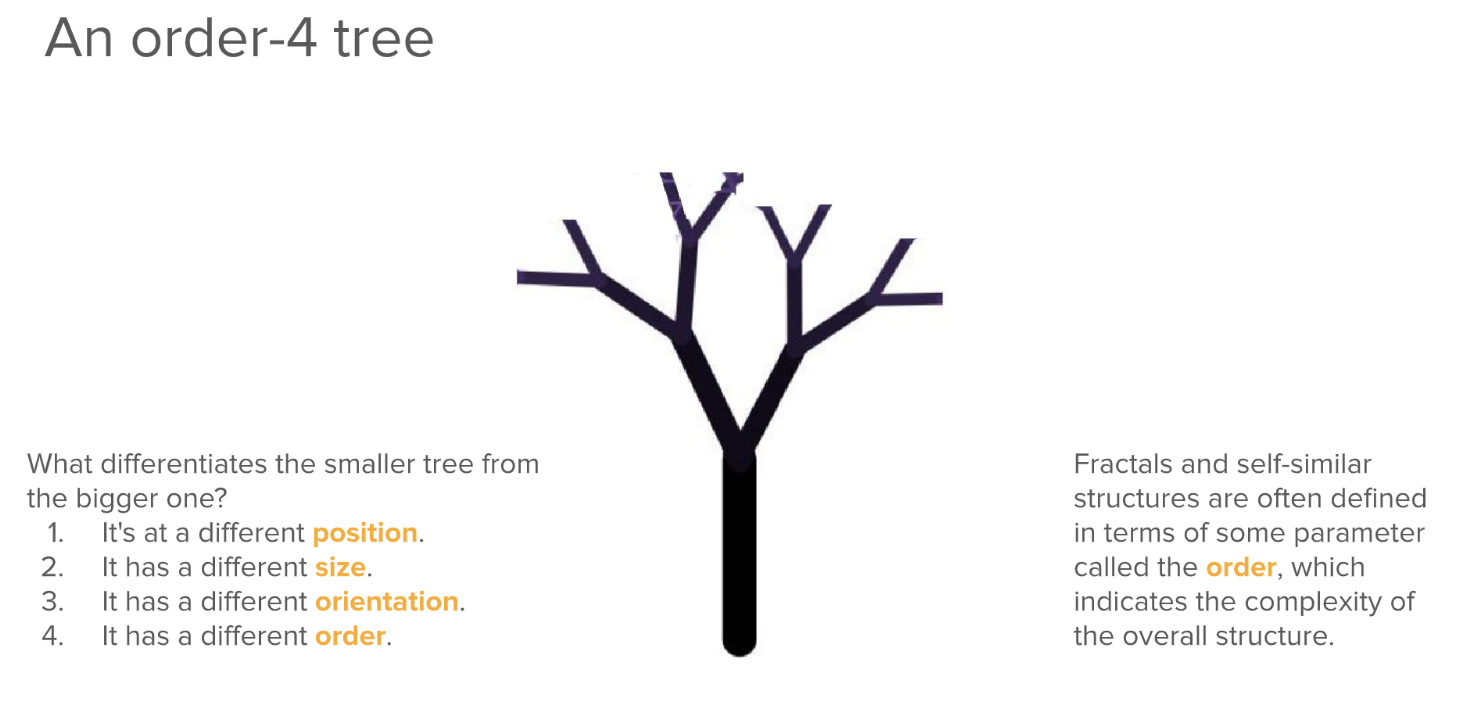 An order-4 tree
What differentiates the smaller tree from
the bigger one?
1. It's at a different position.
2. It has a different size.
3. It has a different orientation.
4. It has a different order.
Fractals and self-similar
structures are often defined
in terms of some parameter
called the order, which
indicates the complexity of
the overall structure.